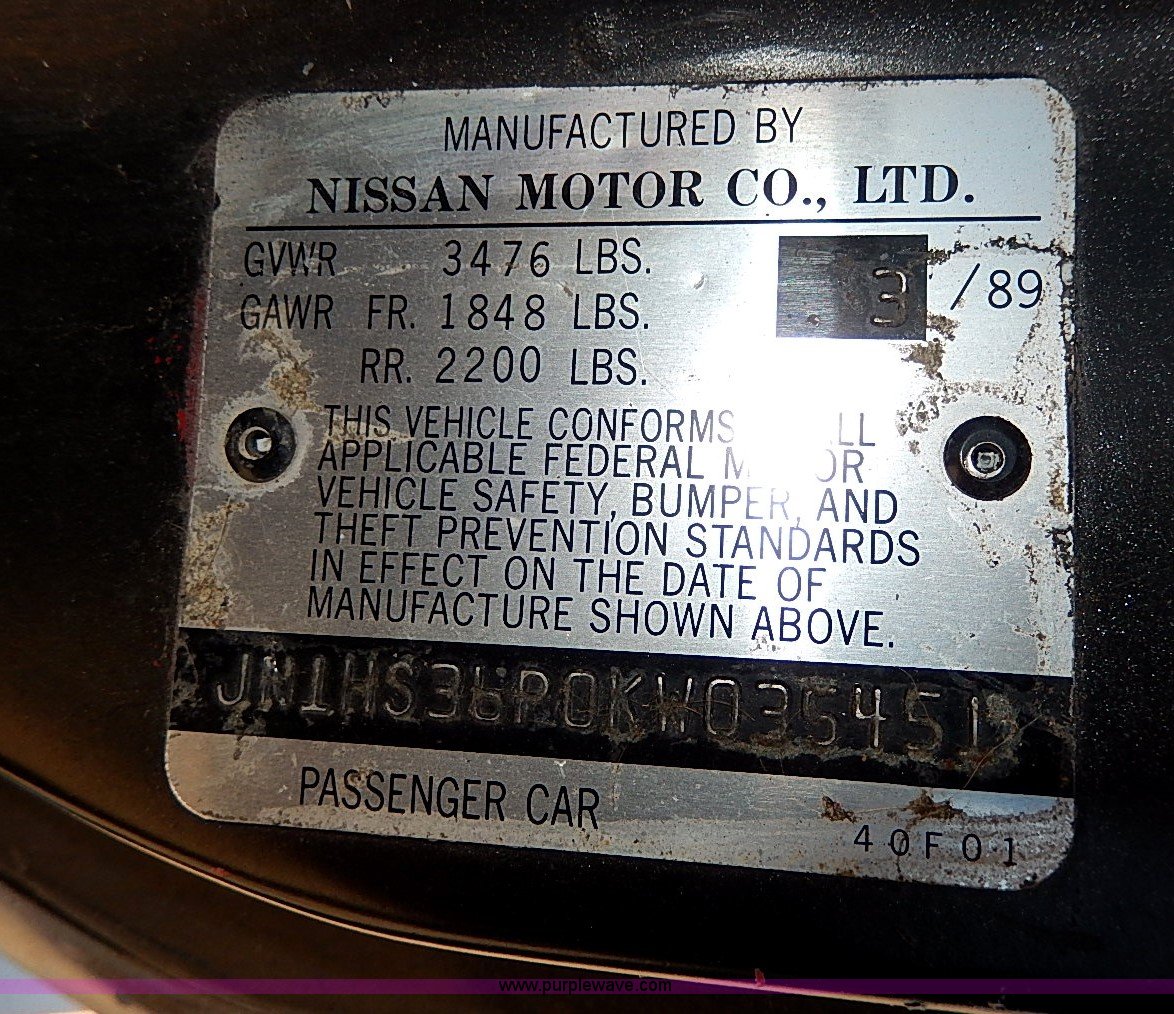 MANUFACTURED BY
NISSAN MOTOR CO., LTD.
GVWR 3476 LBS.
3 /89
GAWR FR. 1848 LBS.
RR. 2200 LBS.
THIS VEHICLE CONFORMS
APPLICABLE FEDERAL
VEHICLE SAFETY, BUMPER, AND
THEFT PREVENTION STANDARDS
IN EFFECT ON THE DATE OF
MANUFACTURE SHOWN ABOVE.
JN1HS36P0KW035451
PASSENGER CAR
40F01
www.purplewave.com